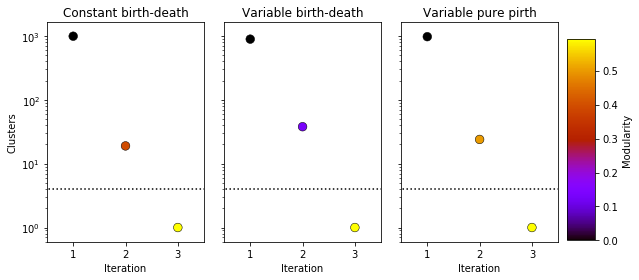 Constant birth-death
Variable birth-death
Variable pure pirth
Clusters
10³
10²
10¹
10⁰
1 2 3
Iteration
1 2 3
Iteration
1 2 3
Iteration
0.5
0.4
0.3
0.2
0.1
0.0
Modularity